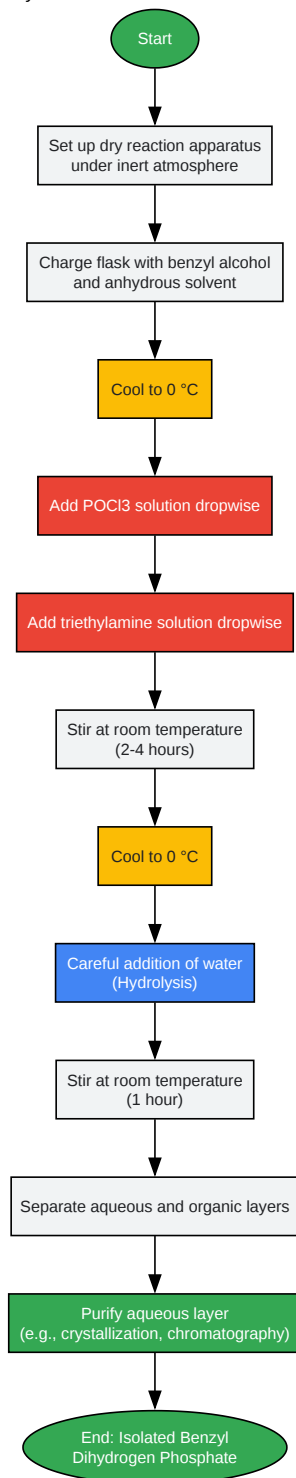 Start
Set up dry reaction apparatus
under inert atmosphere
Charge flask with benzyl alcohol
and anhydrous solvent
Cool to 0 °C
Add POCl3 solution dropwise
Add triethylamine solution dropwise
Stir at room temperature
(2-4 hours)
Cool to 0 °C
Careful addition of water
(Hydrolysis)
Stir at room temperature
(1 hour)
Separate aqueous and organic layers
Purify aqueous layer
(e.g., crystallization, chromatography)
End: Isolated Benzyl
Dihydrogen Phosphate